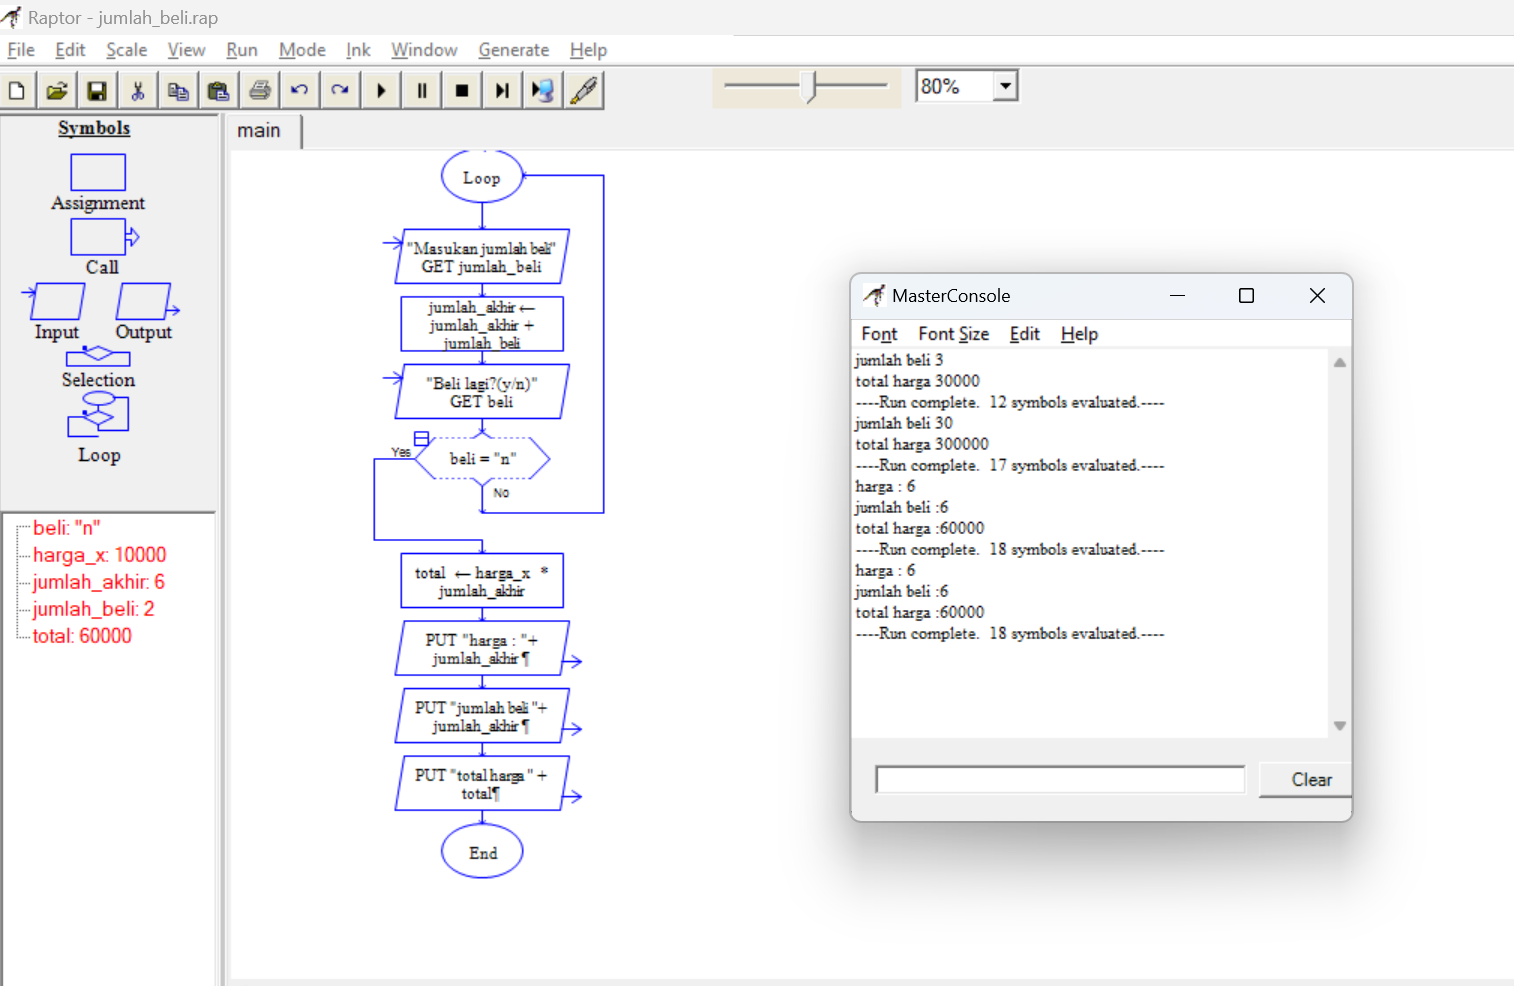 Raptor - jumlah_beli.rap
File Edit Scale View Run Mode Ink Window Generate Help
80%
Symbols
Assignment
Call
Input Output
Selection
Loop
beli: "n"
harga_x: 10000
jumlah_akhir: 6
jumlah_beli: 2
total: 60000
main
Loop
"Masukan jumlah beli"
GET jumlah_beli
jumlah_akhir ←
jumlah_akhir +
jumlah_beli
"Beli lagi?(y/n)"
GET beli
Yes
beli = "n"
No
total ← harga_x *
jumlah_akhir
PUT "harga : "+
jumlah_akhir ¶
PUT "jumlah beli "+
jumlah_akhir ¶
PUT "total harga " +
total¶
End
MasterConsole
Font Font Size Edit Help
jumlah beli 3
total harga 30000
----Run complete. 12 symbols evaluated.----
jumlah beli 30
total harga 300000
----Run complete. 17 symbols evaluated.----
harga : 6
jumlah beli :6
total harga :60000
----Run complete. 18 symbols evaluated.----
harga : 6
jumlah beli :6
total harga :60000
----Run complete. 18 symbols evaluated.----
Clear